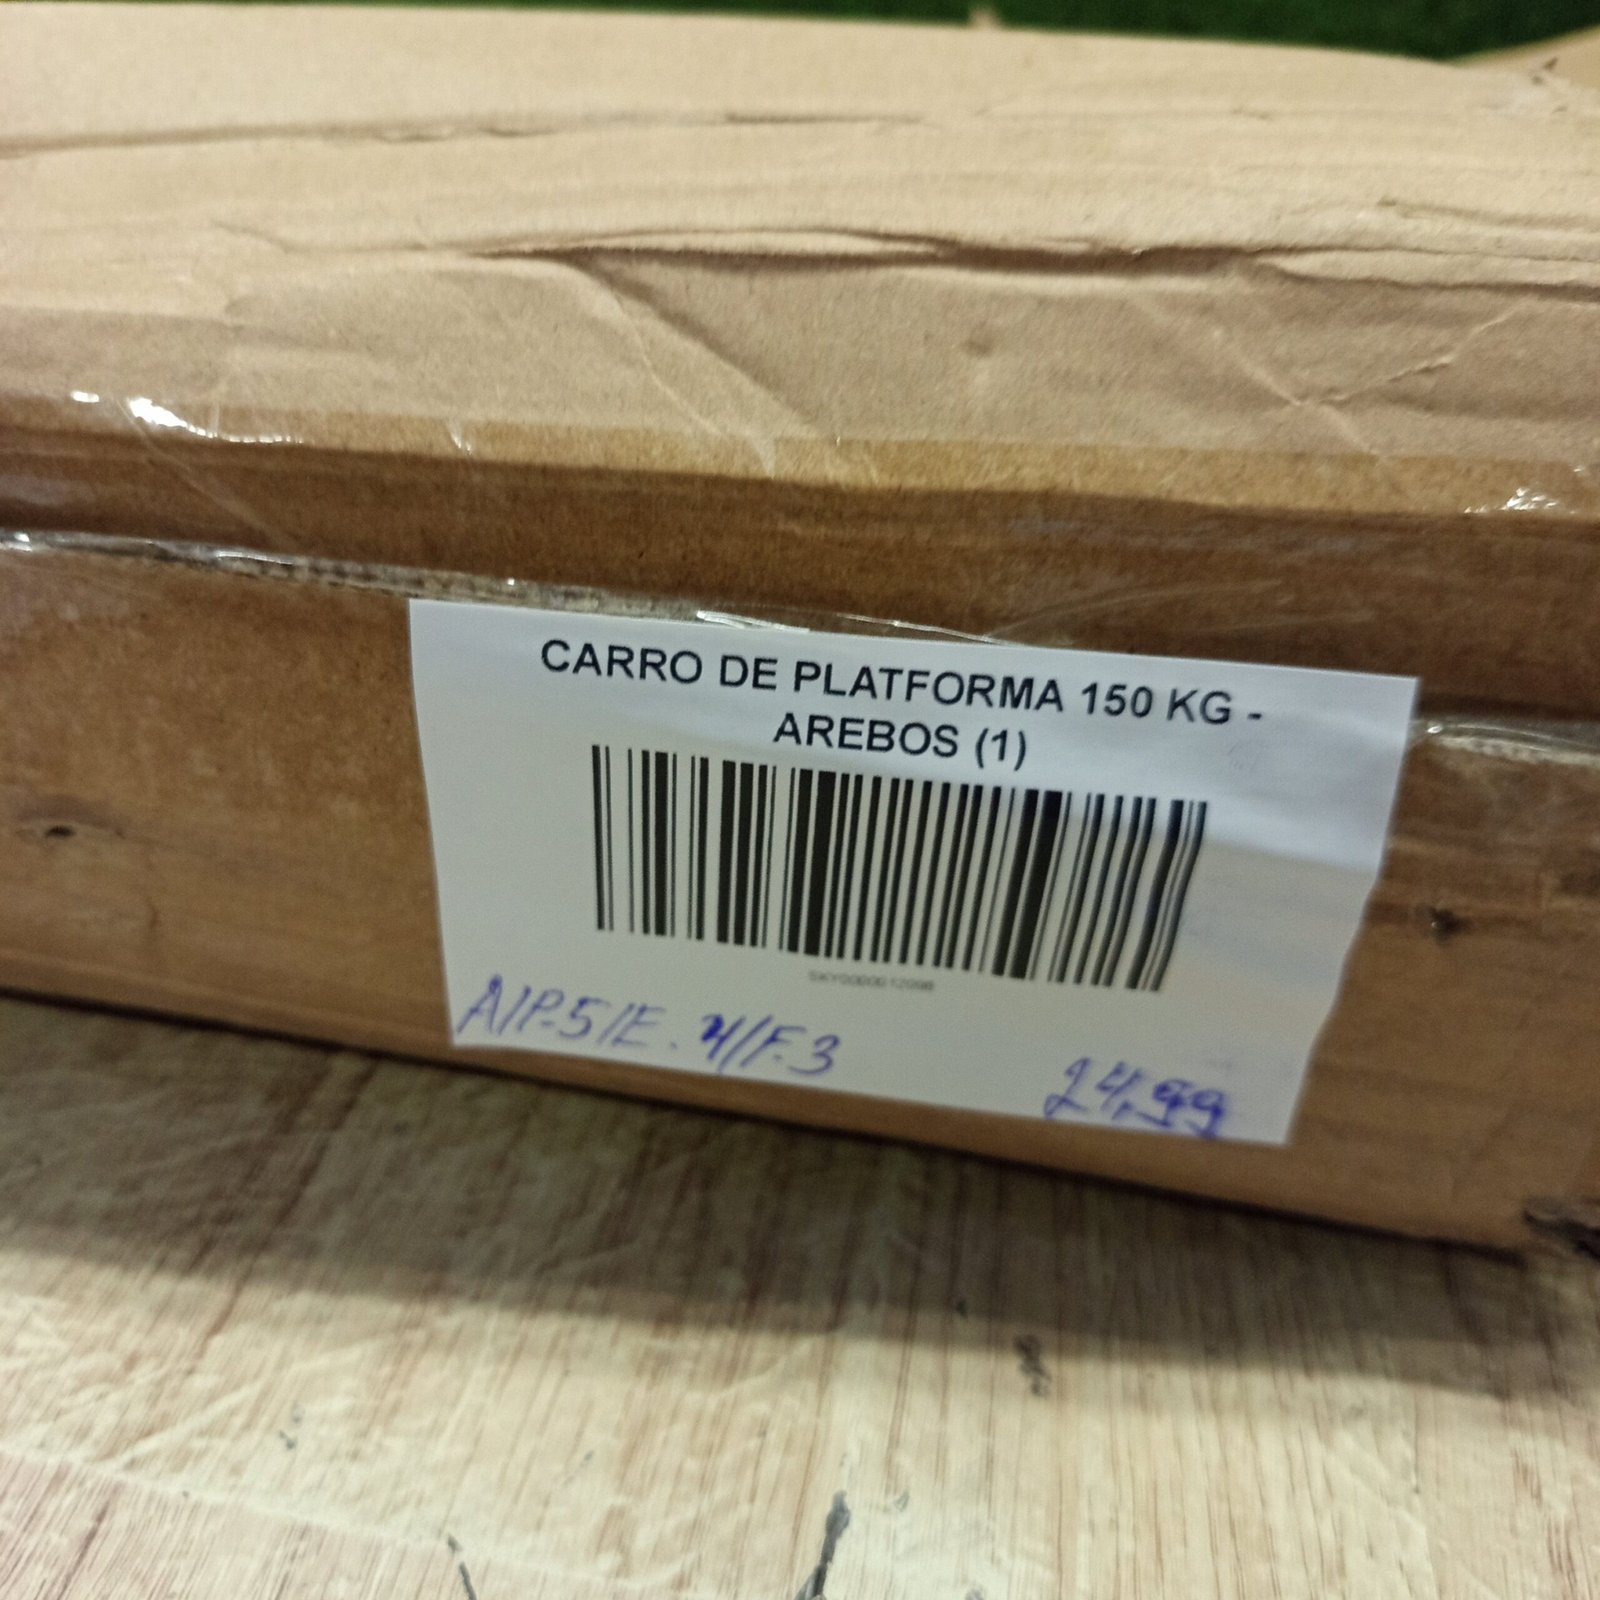 CARRO DE PLATFORMA 150 KG -
AREBOS (1)
A/P.5/E. 4/F.3
24,99